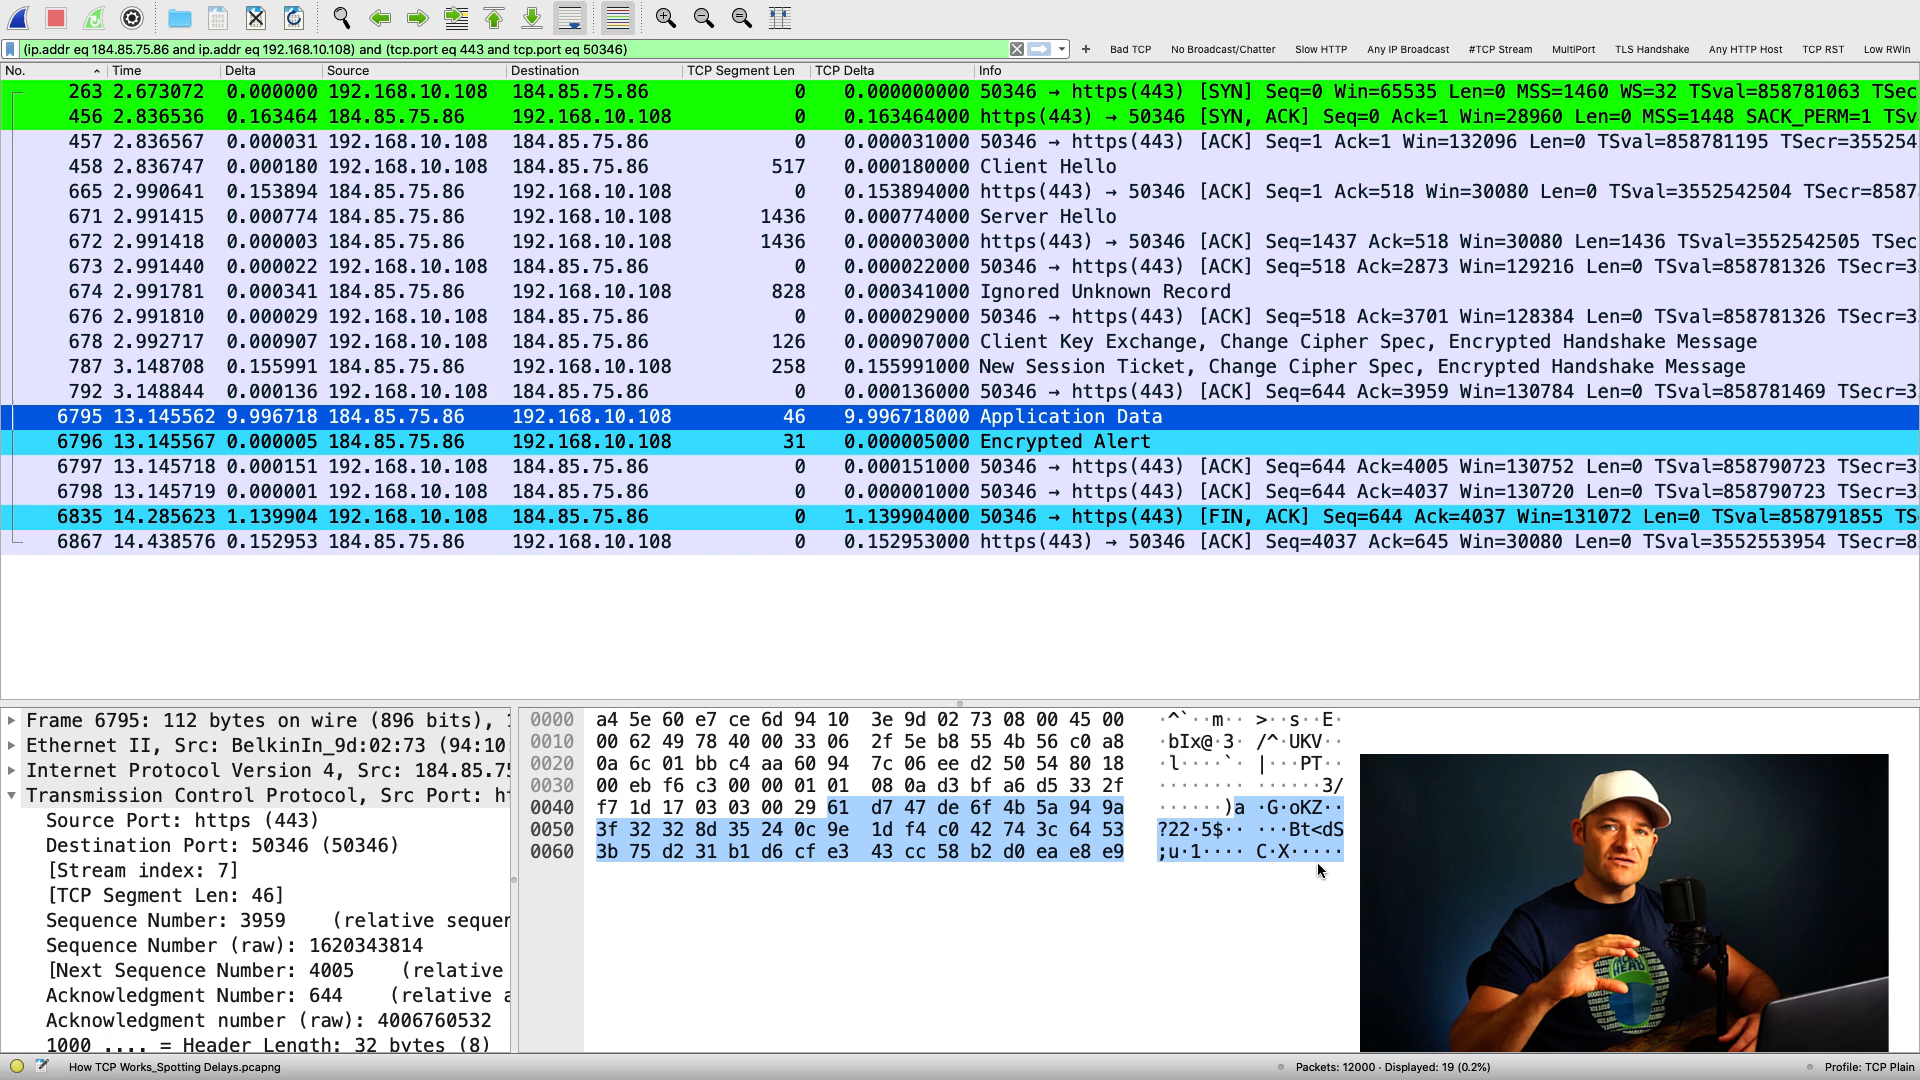 (ip.addr eq 184.85.75.86 and ip.addr eq 192.168.10.108) and (tcp.port eq 443 and tcp.port eq 50346) + Bad TCP No Broadcast/Chatter Slow HTTP Any IP Broadcast #TCP Stream MultiPort TLS Handshake Any HTTP Host TCP RST Low RWin
No. Time Delta Source Destination TCP Segment Len TCP Delta Info
263 2.673072 0.000000 192.168.10.108 184.85.75.86 0 0.000000000 50346 → https(443) [SYN] Seq=0 Win=65535 Len=0 MSS=1460 WS=32 TSval=858781063 TSec
456 2.836536 0.163464 184.85.75.86 192.168.10.108 0 0.163464000 https(443) → 50346 [SYN, ACK] Seq=0 Ack=1 Win=28960 Len=0 MSS=1448 SACK_PERM=1 TSv
457 2.836567 0.000031 192.168.10.108 184.85.75.86 0 0.000031000 50346 → https(443) [ACK] Seq=1 Ack=1 Win=132096 Len=0 TSval=858781195 TSecr=355254
458 2.836747 0.000180 192.168.10.108 184.85.75.86 517 0.000180000 Client Hello
665 2.990641 0.153894 184.85.75.86 192.168.10.108 0 0.153894000 https(443) → 50346 [ACK] Seq=1 Ack=518 Win=30080 Len=0 TSval=3552542504 TSecr=8587
671 2.991415 0.000774 184.85.75.86 192.168.10.108 1436 0.000774000 Server Hello
672 2.991418 0.000003 184.85.75.86 192.168.10.108 1436 0.000003000 https(443) → 50346 [ACK] Seq=1437 Ack=518 Win=30080 Len=1436 TSval=3552542505 TSec
673 2.991440 0.000022 192.168.10.108 184.85.75.86 0 0.000022000 50346 → https(443) [ACK] Seq=518 Ack=2873 Win=129216 Len=0 TSval=858781326 TSecr=3
674 2.991781 0.000341 184.85.75.86 192.168.10.108 828 0.000341000 Ignored Unknown Record
676 2.991810 0.000029 192.168.10.108 184.85.75.86 0 0.000029000 50346 → https(443) [ACK] Seq=518 Ack=3701 Win=128384 Len=0 TSval=858781326 TSecr=3
678 2.992717 0.000907 192.168.10.108 184.85.75.86 126 0.000907000 Client Key Exchange, Change Cipher Spec, Encrypted Handshake Message
787 3.148708 0.155991 184.85.75.86 192.168.10.108 258 0.155991000 New Session Ticket, Change Cipher Spec, Encrypted Handshake Message
792 3.148844 0.000136 192.168.10.108 184.85.75.86 0 0.000136000 50346 → https(443) [ACK] Seq=644 Ack=3959 Win=130784 Len=0 TSval=858781469 TSecr=3
6795 13.145562 9.996718 184.85.75.86 192.168.10.108 46 9.996718000 Application Data
6796 13.145567 0.000005 184.85.75.86 192.168.10.108 31 0.000005000 Encrypted Alert
6797 13.145718 0.000151 192.168.10.108 184.85.75.86 0 0.000151000 50346 → https(443) [ACK] Seq=644 Ack=4005 Win=130752 Len=0 TSval=858790723 TSecr=3
6798 13.145719 0.000001 192.168.10.108 184.85.75.86 0 0.000001000 50346 → https(443) [ACK] Seq=644 Ack=4037 Win=130720 Len=0 TSval=858790723 TSecr=3
6835 14.285623 1.139904 192.168.10.108 184.85.75.86 0 1.139904000 50346 → https(443) [FIN, ACK] Seq=644 Ack=4037 Win=131072 Len=0 TSval=858791855 TS
6867 14.438576 0.152953 184.85.75.86 192.168.10.108 0 0.152953000 https(443) → 50346 [ACK] Seq=4037 Ack=645 Win=30080 Len=0 TSval=3552553954 TSecr=8
Frame 6795: 112 bytes on wire (896 bits), 1
Ethernet II, Src: BelkinIn_9d:02:73 (94:10
Internet Protocol Version 4, Src: 184.85.75
Transmission Control Protocol, Src Port: ht
Source Port: https (443)
Destination Port: 50346 (50346)
[Stream index: 7]
[TCP Segment Len: 46]
Sequence Number: 3959 (relative sequen
Sequence Number (raw): 1620343814
[Next Sequence Number: 4005 (relative
Acknowledgment Number: 644 (relative a
Acknowledgment number (raw): 4006760532
1000 .... = Header Length: 32 bytes (8)
0000 a4 5e 60 e7 ce 6d 94 10 3e 9d 02 73 08 00 45 00 ·^`··m·· >··s··E·
0010 00 62 49 78 40 00 33 06 2f 5e b8 55 4b 56 c0 a8 ·bIx@·3· /^·UKV··
0020 0a 6c 01 bb c4 aa 60 94 7c 06 ee d2 50 54 80 18 ·l····`· |···PT··
0030 00 eb f6 c3 00 00 01 01 08 0a d3 bf a6 d5 33 2f ········ ······3/
0040 f7 1d 17 03 03 00 29 61 d7 47 de 6f 4b 5a 94 9a ······)a ·G·oKZ··
0050 3f 32 32 8d 35 24 0c 9e 1d f4 c0 42 74 3c 64 53 ?22·5$·· ···Bt<dS
0060 3b 75 d2 31 b1 d6 cf e3 43 cc 58 b2 d0 ea e8 e9 ;u·1···· C·X·····
How TCP Works_Spotting Delays.pcapng Packets: 12000 · Displayed: 19 (0.2%) Profile: TCP Plain